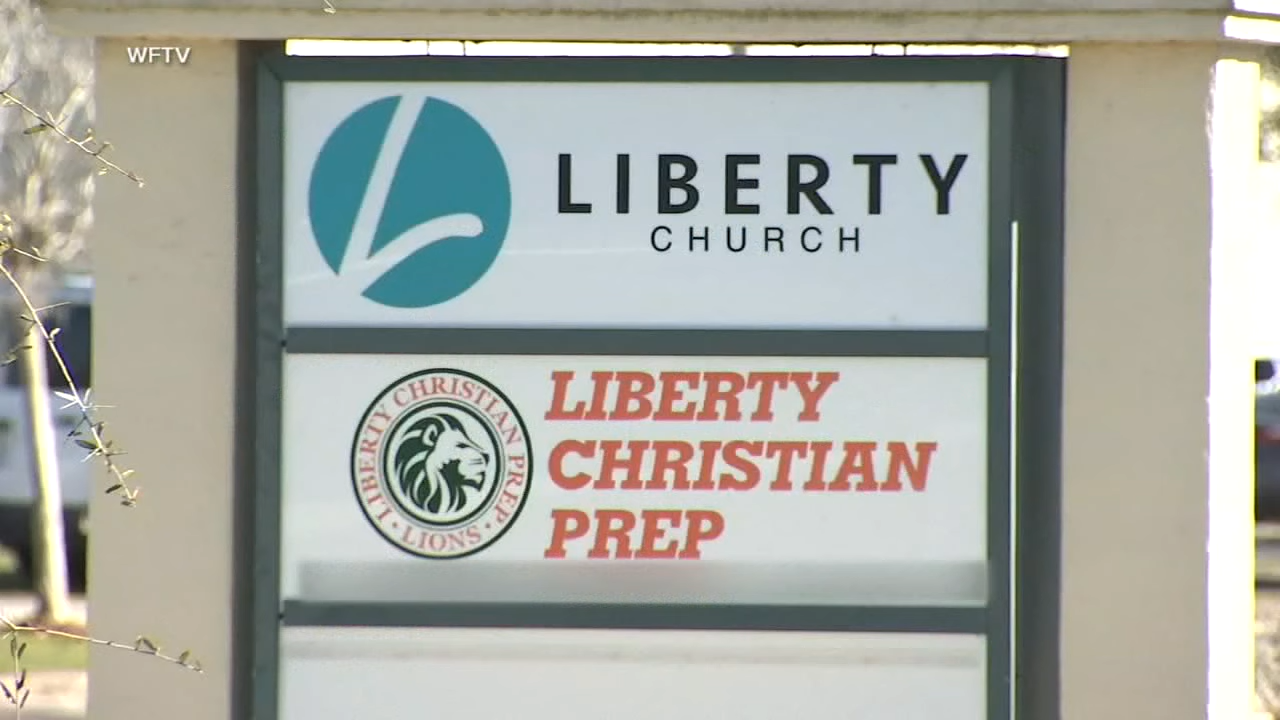 WFTV
LIBERTY
CHURCH
LIBERTY CHRISTIAN PREP
· LIONS ·
LIBERTY
CHRISTIAN
PREP